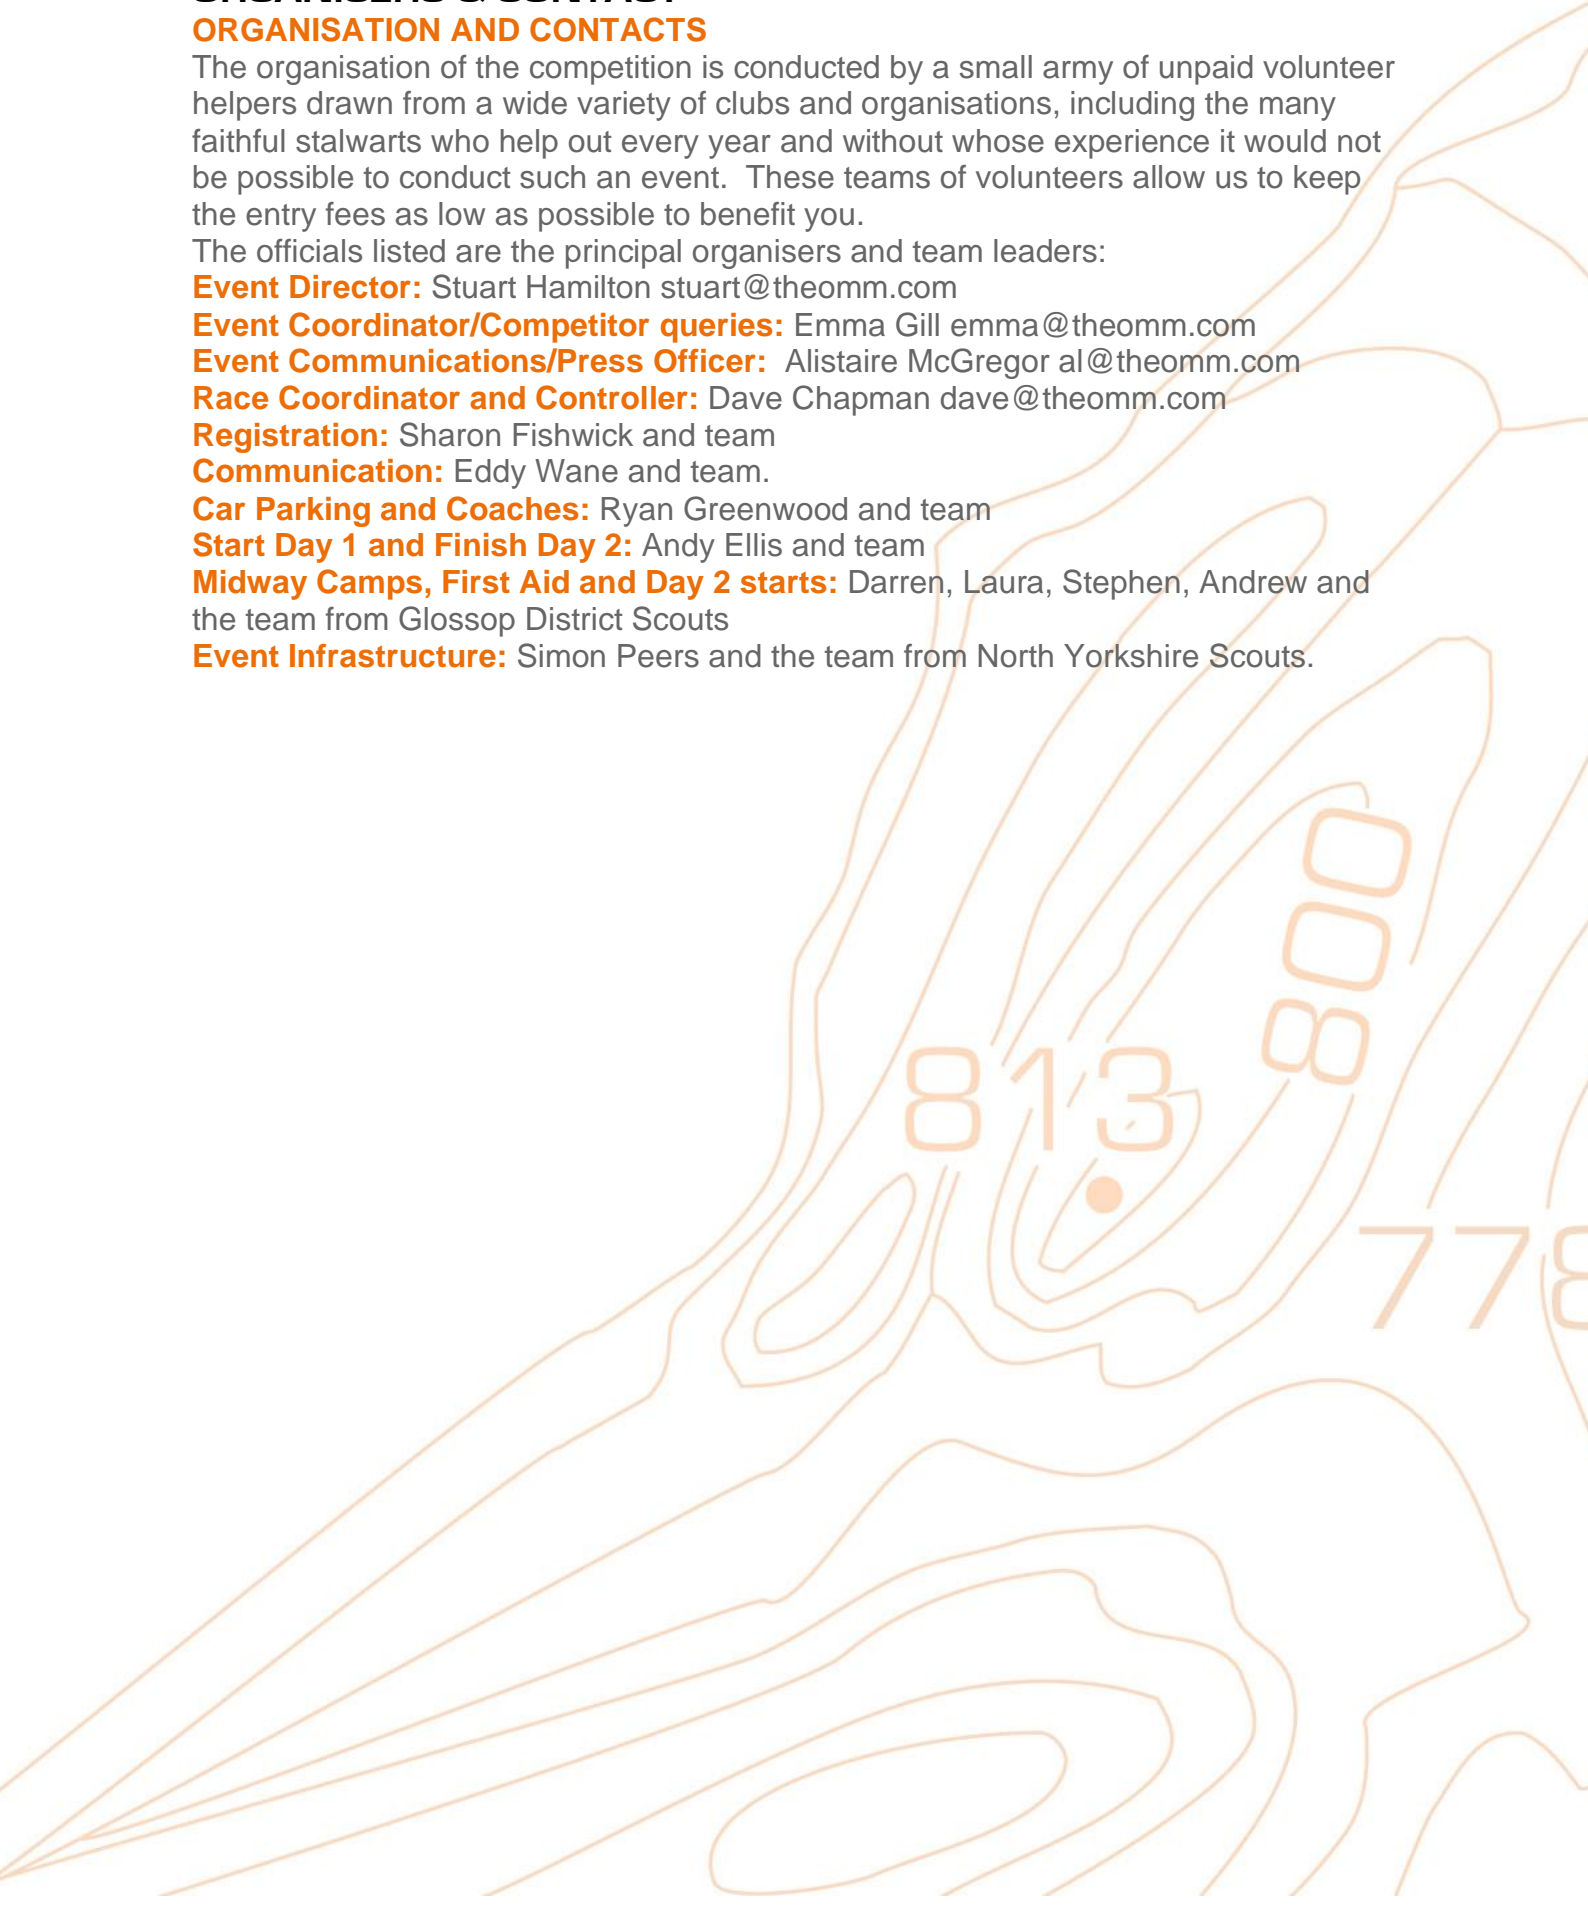 ORGANISERS & CONTACT
ORGANISATION AND CONTACTS
The organisation of the competition is conducted by a small army of unpaid volunteer
helpers drawn from a wide variety of clubs and organisations, including the many
faithful stalwarts who help out every year and without whose experience it would not
be possible to conduct such an event.  These teams of volunteers allow us to keep
the entry fees as low as possible to benefit you.
The officials listed are the principal organisers and team leaders:
Event Director: Stuart Hamilton stuart@theomm.com
Event Coordinator/Competitor queries: Emma Gill emma@theomm.com
Event Communications/Press Officer:  Alistaire McGregor al@theomm.com
Race Coordinator and Controller: Dave Chapman dave@theomm.com
Registration: Sharon Fishwick and team
Communication: Eddy Wane and team.
Car Parking and Coaches: Ryan Greenwood and team
Start Day 1 and Finish Day 2: Andy Ellis and team
Midway Camps, First Aid and Day 2 starts: Darren, Laura, Stephen, Andrew and
the team from Glossop District Scouts
Event Infrastructure: Simon Peers and the team from North Yorkshire Scouts.
800
813
778